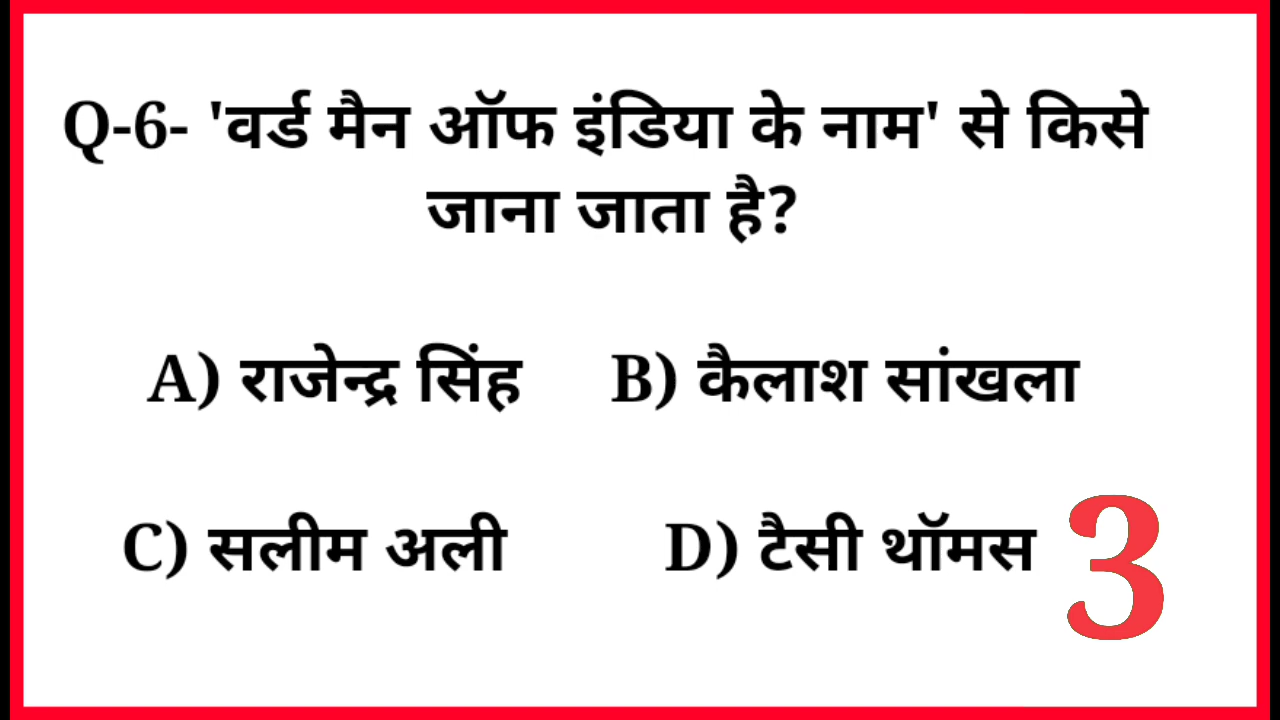 Q-6- 'वर्ड मैन ऑफ इंडिया के नाम' से किसे
जाना जाता है?
A) राजेन्द्र सिंह B) कैलाश सांखला
C) सलीम अली D) टैसी थॉमस
3